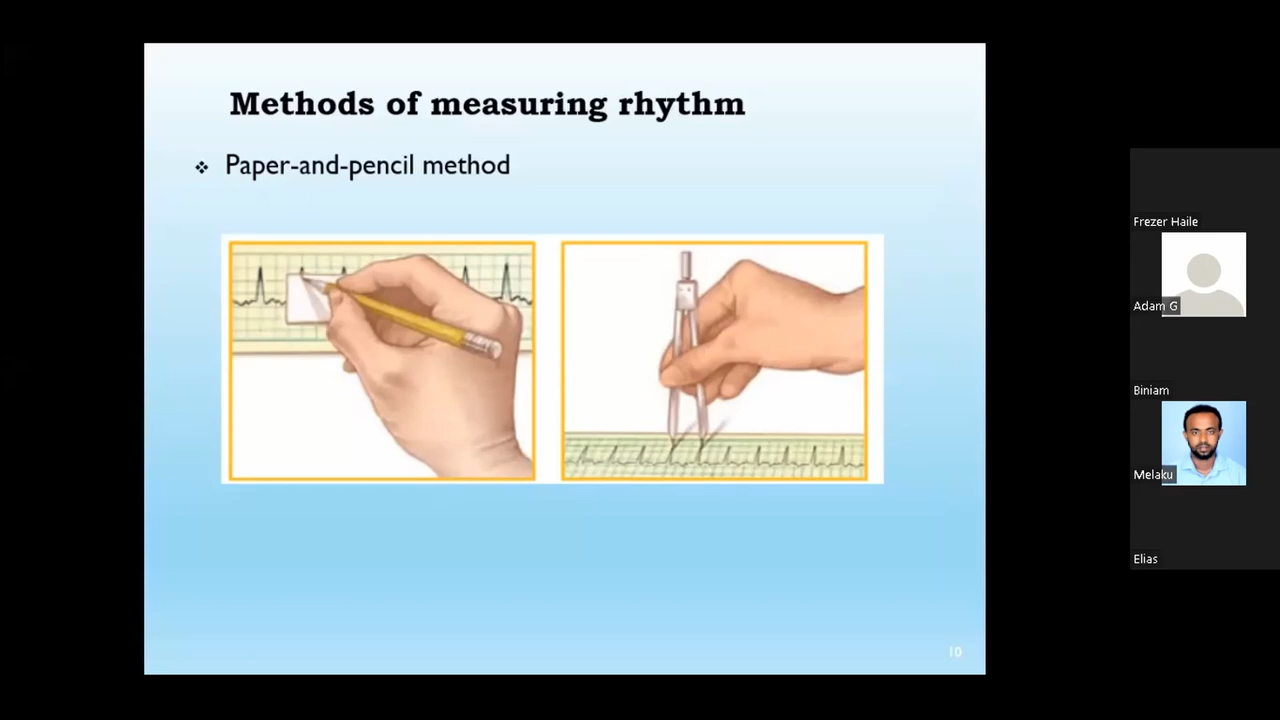 Methods of measuring rhythm
Paper-and-pencil method
10
Frezer Haile
Adam G
Biniam
Melaku
Elias